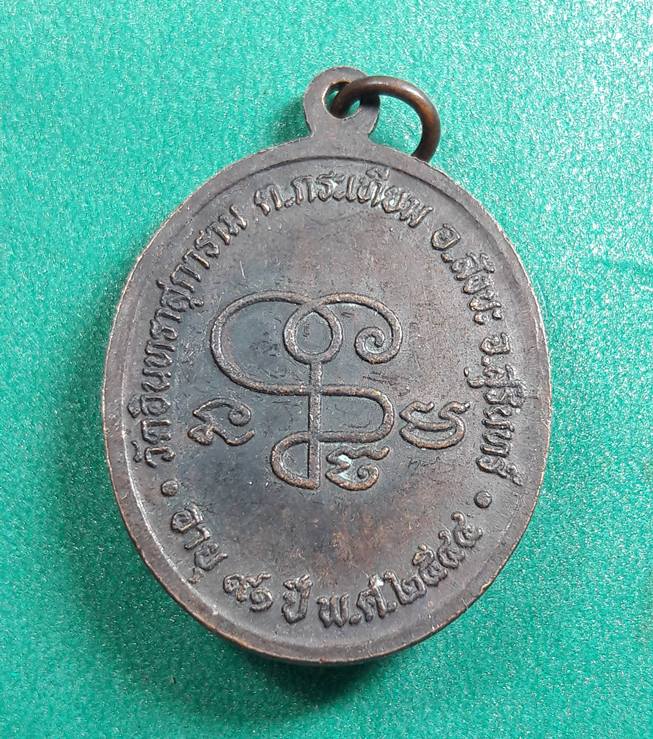 วัดอินทราสุการาม ต.กระเทียม อ.สังขะ จ.สุรินทร์
อายุ ๙๑ ปี พ.ศ.๒๕๔๔